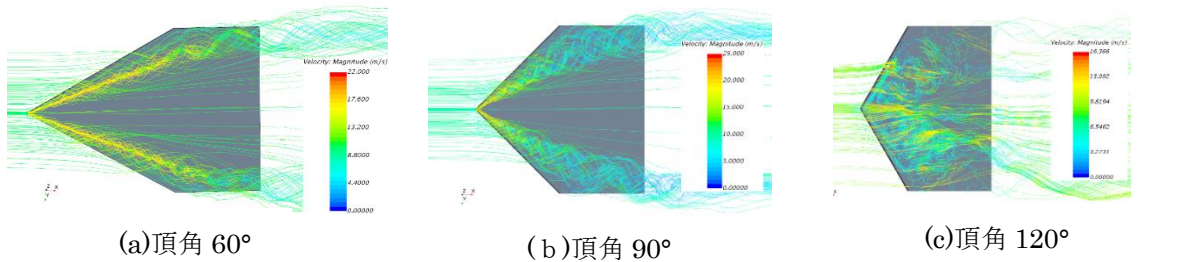 Velocity: Magnitude (m/s)
22.000
17.600
13.200
8.8000
4.4000
0.00000
Z X
Y
(a)頂角 60°
Velocity: Magnitude (m/s)
25.000
20.000
15.000
10.000
5.0000
0.00000
Z X
Y
(ｂ)頂角 90°
Velocity: Magnitude (m/s)
16.366
13.092
9.8194
6.5462
3.2731
0.00000
(c)頂角 120°